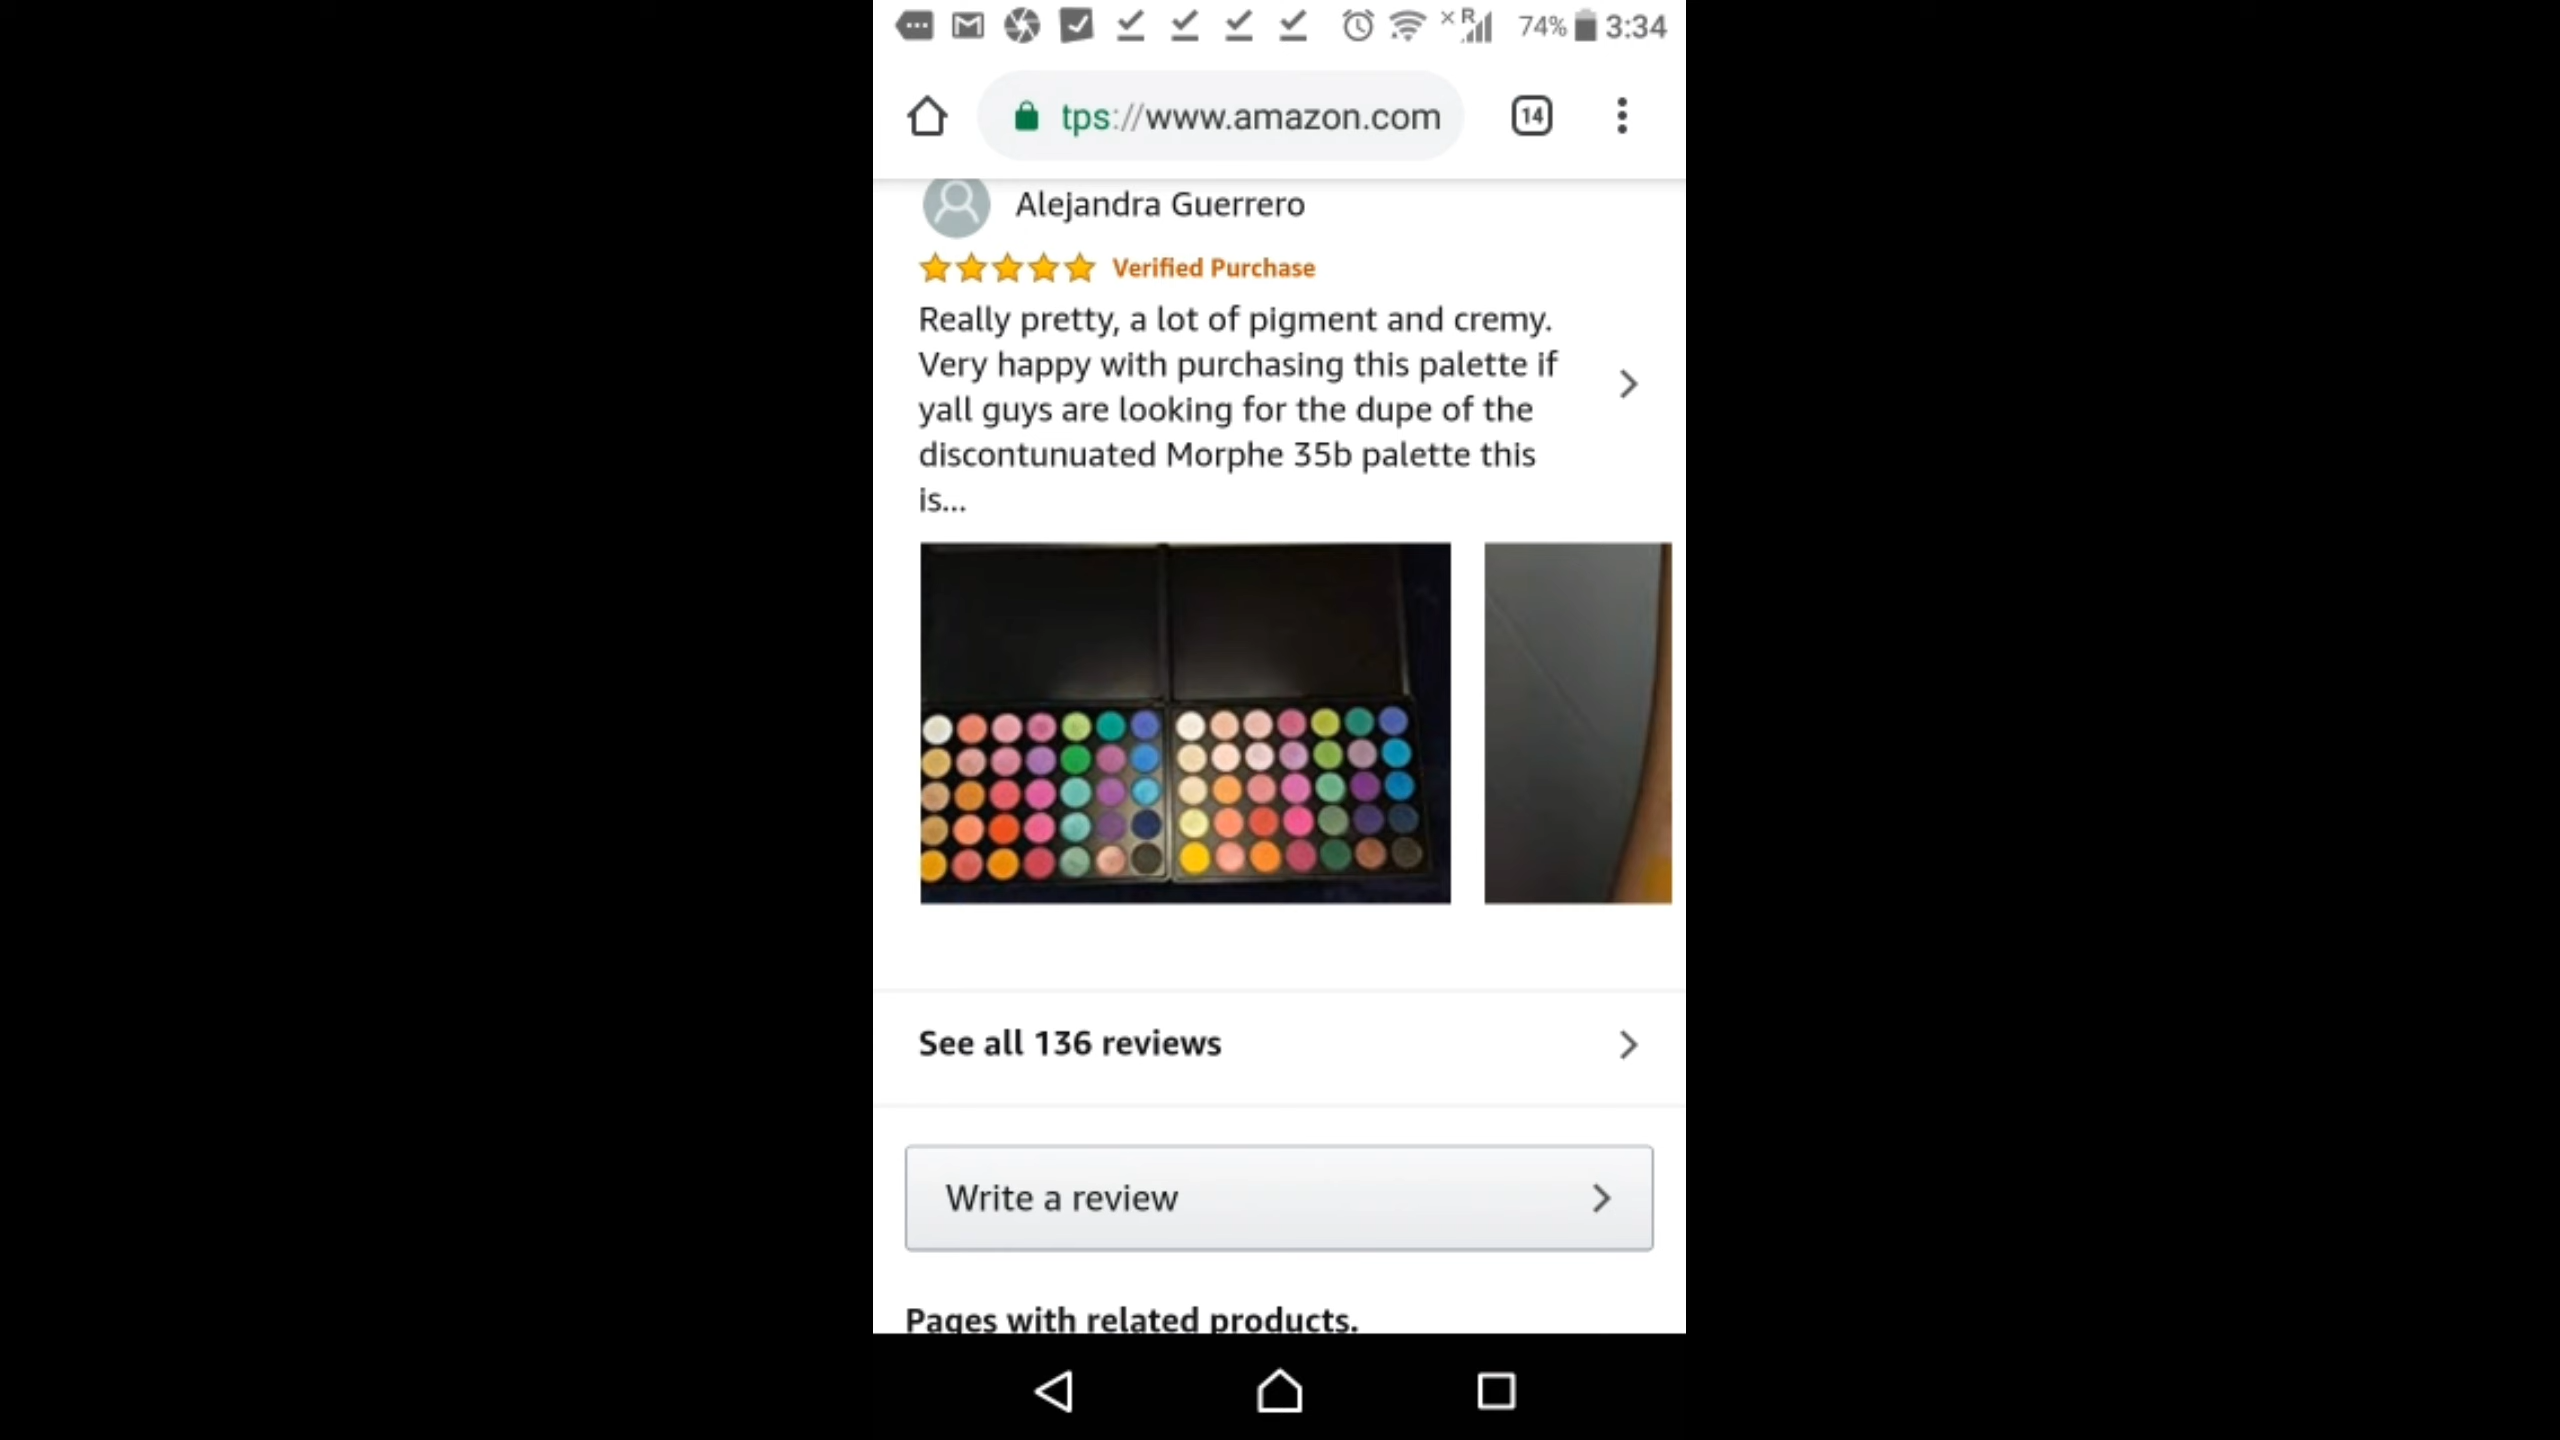 74% 3:34
tps://www.amazon.com 14
Alejandra Guerrero
Verified Purchase
Really pretty, a lot of pigment and cremy.
Very happy with purchasing this palette if
yall guys are looking for the dupe of the
discontunuated Morphe 35b palette this
is...
See all 136 reviews
Write a review
Pages with related products.